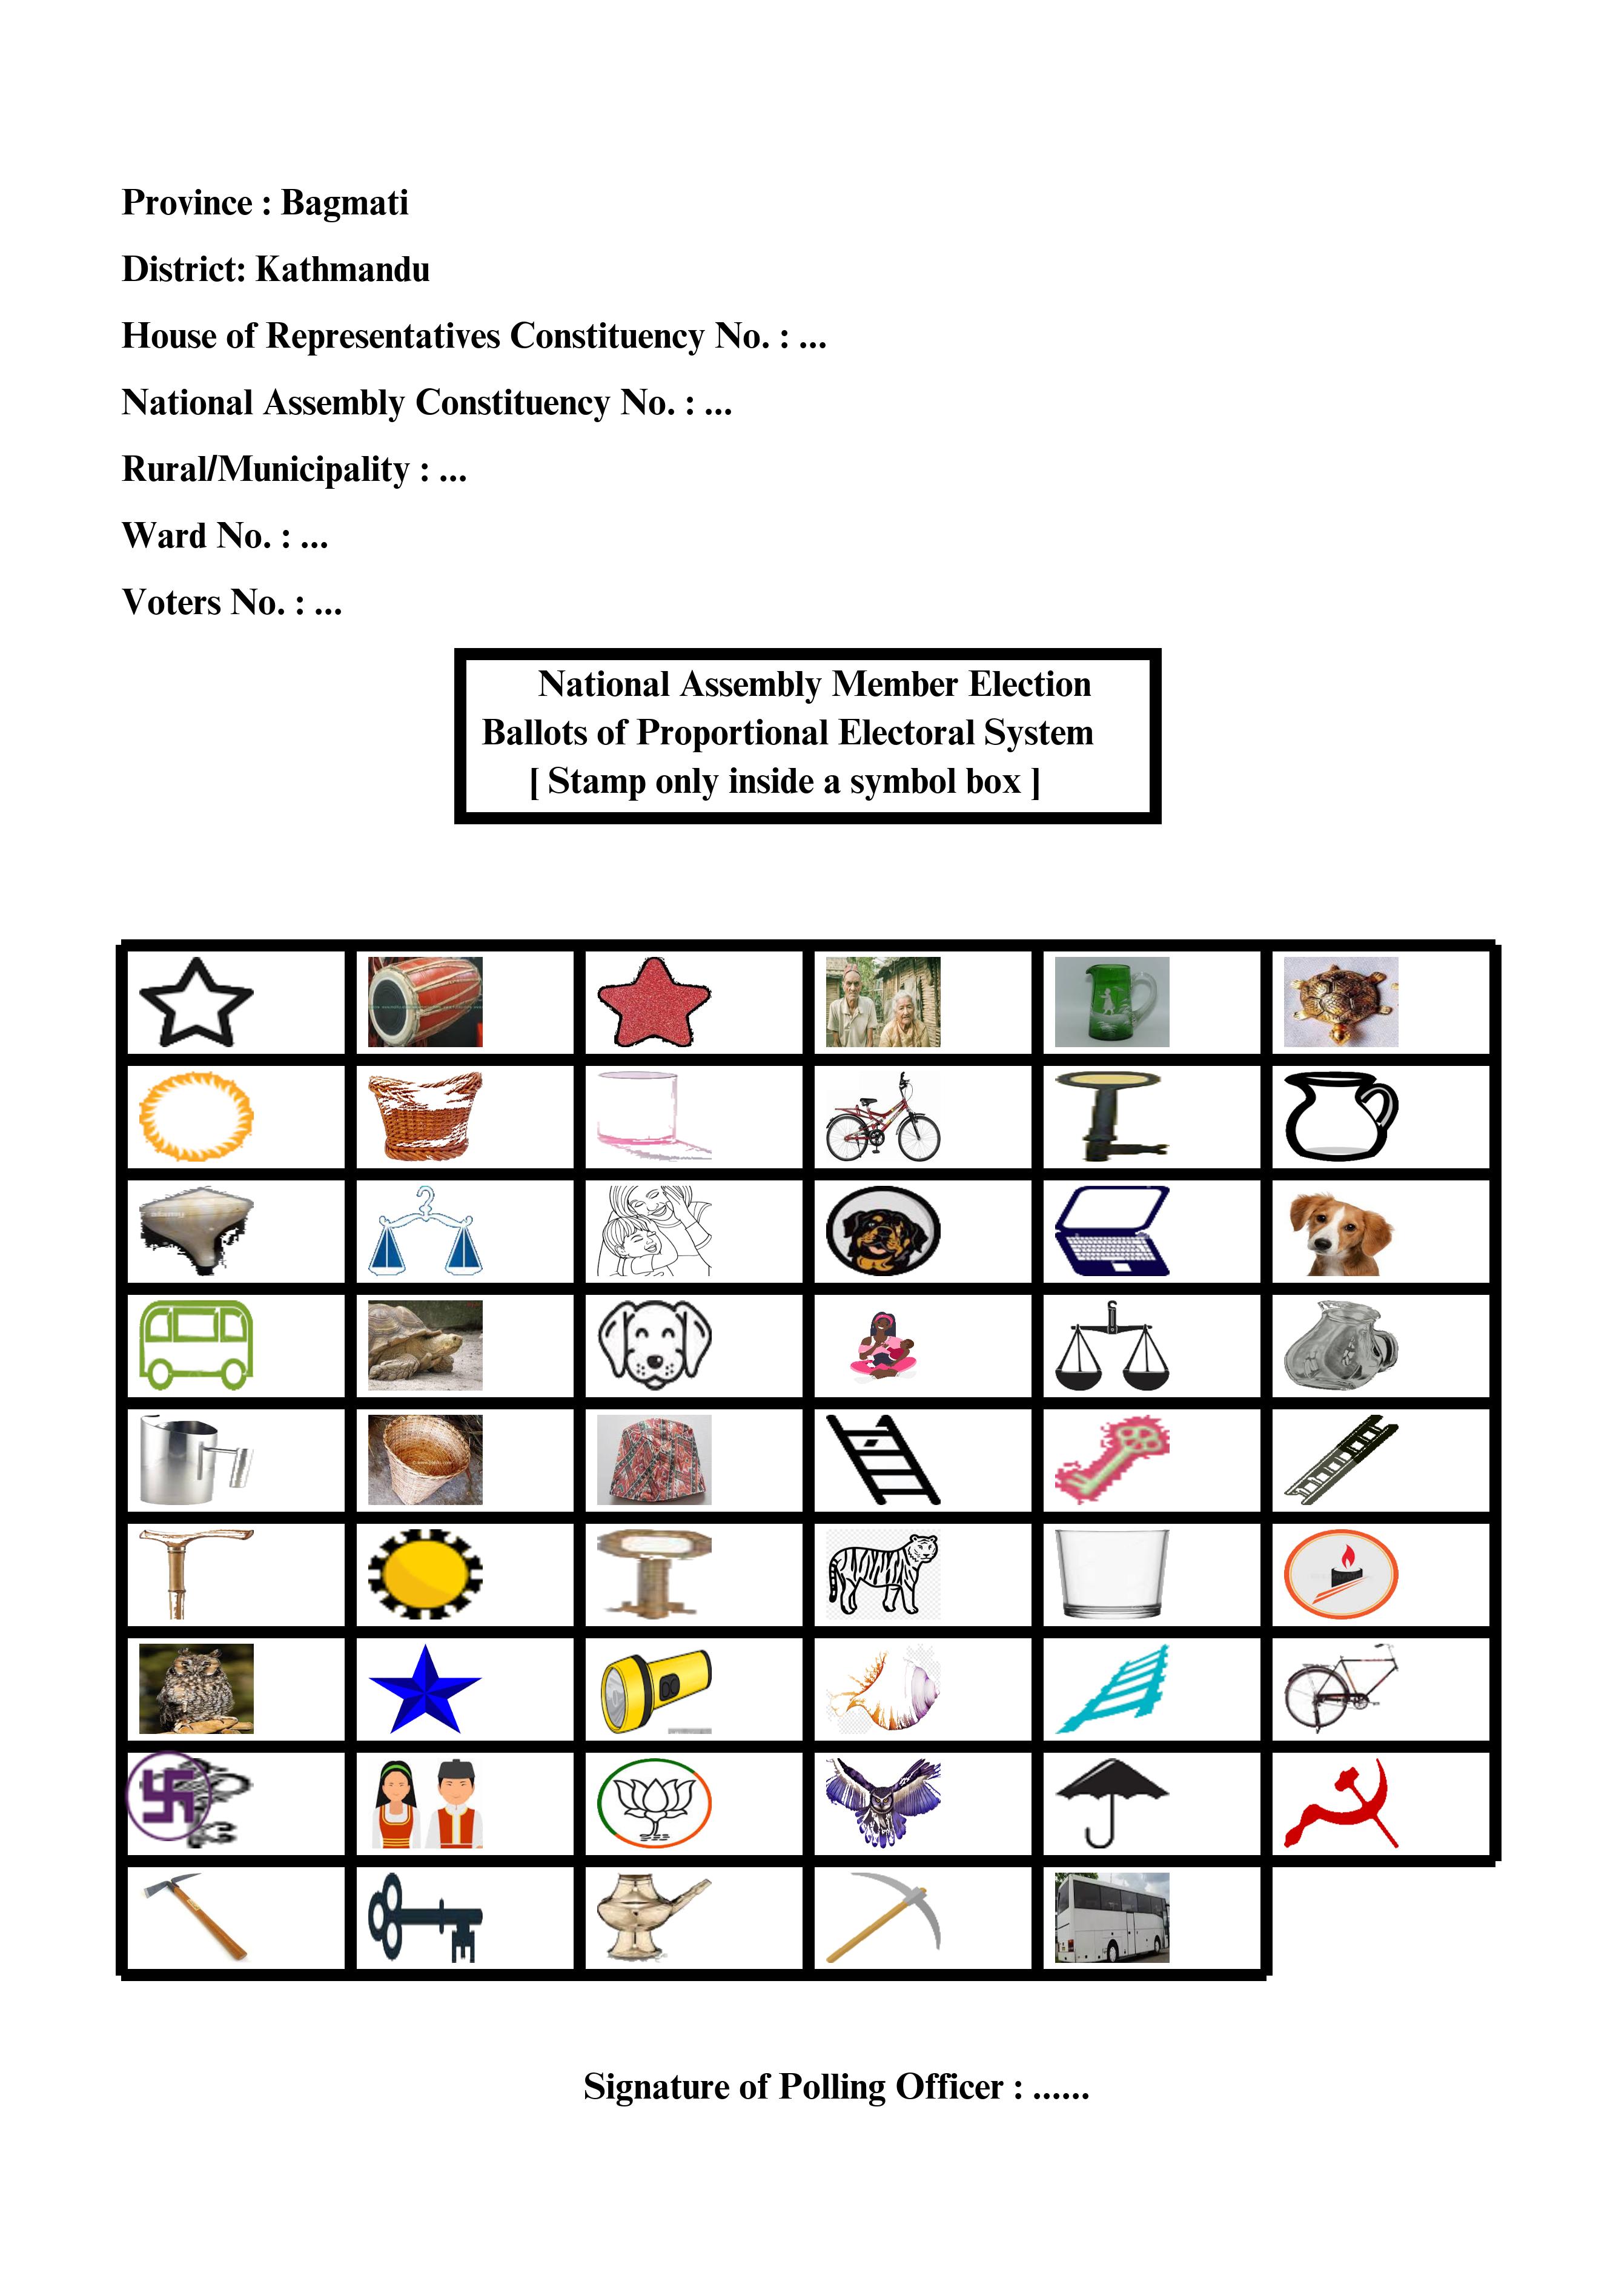 Province : Bagmati
District: Kathmandu
House of Representatives Constituency No. : ...
National Assembly Constituency No. : ...
Rural/Municipality : ...
Ward No. : ...
Voters No. : ...
National Assembly Member Election
Ballots of Proportional Electoral System
[ Stamp only inside a symbol box ]
Signature of Polling Officer : ......